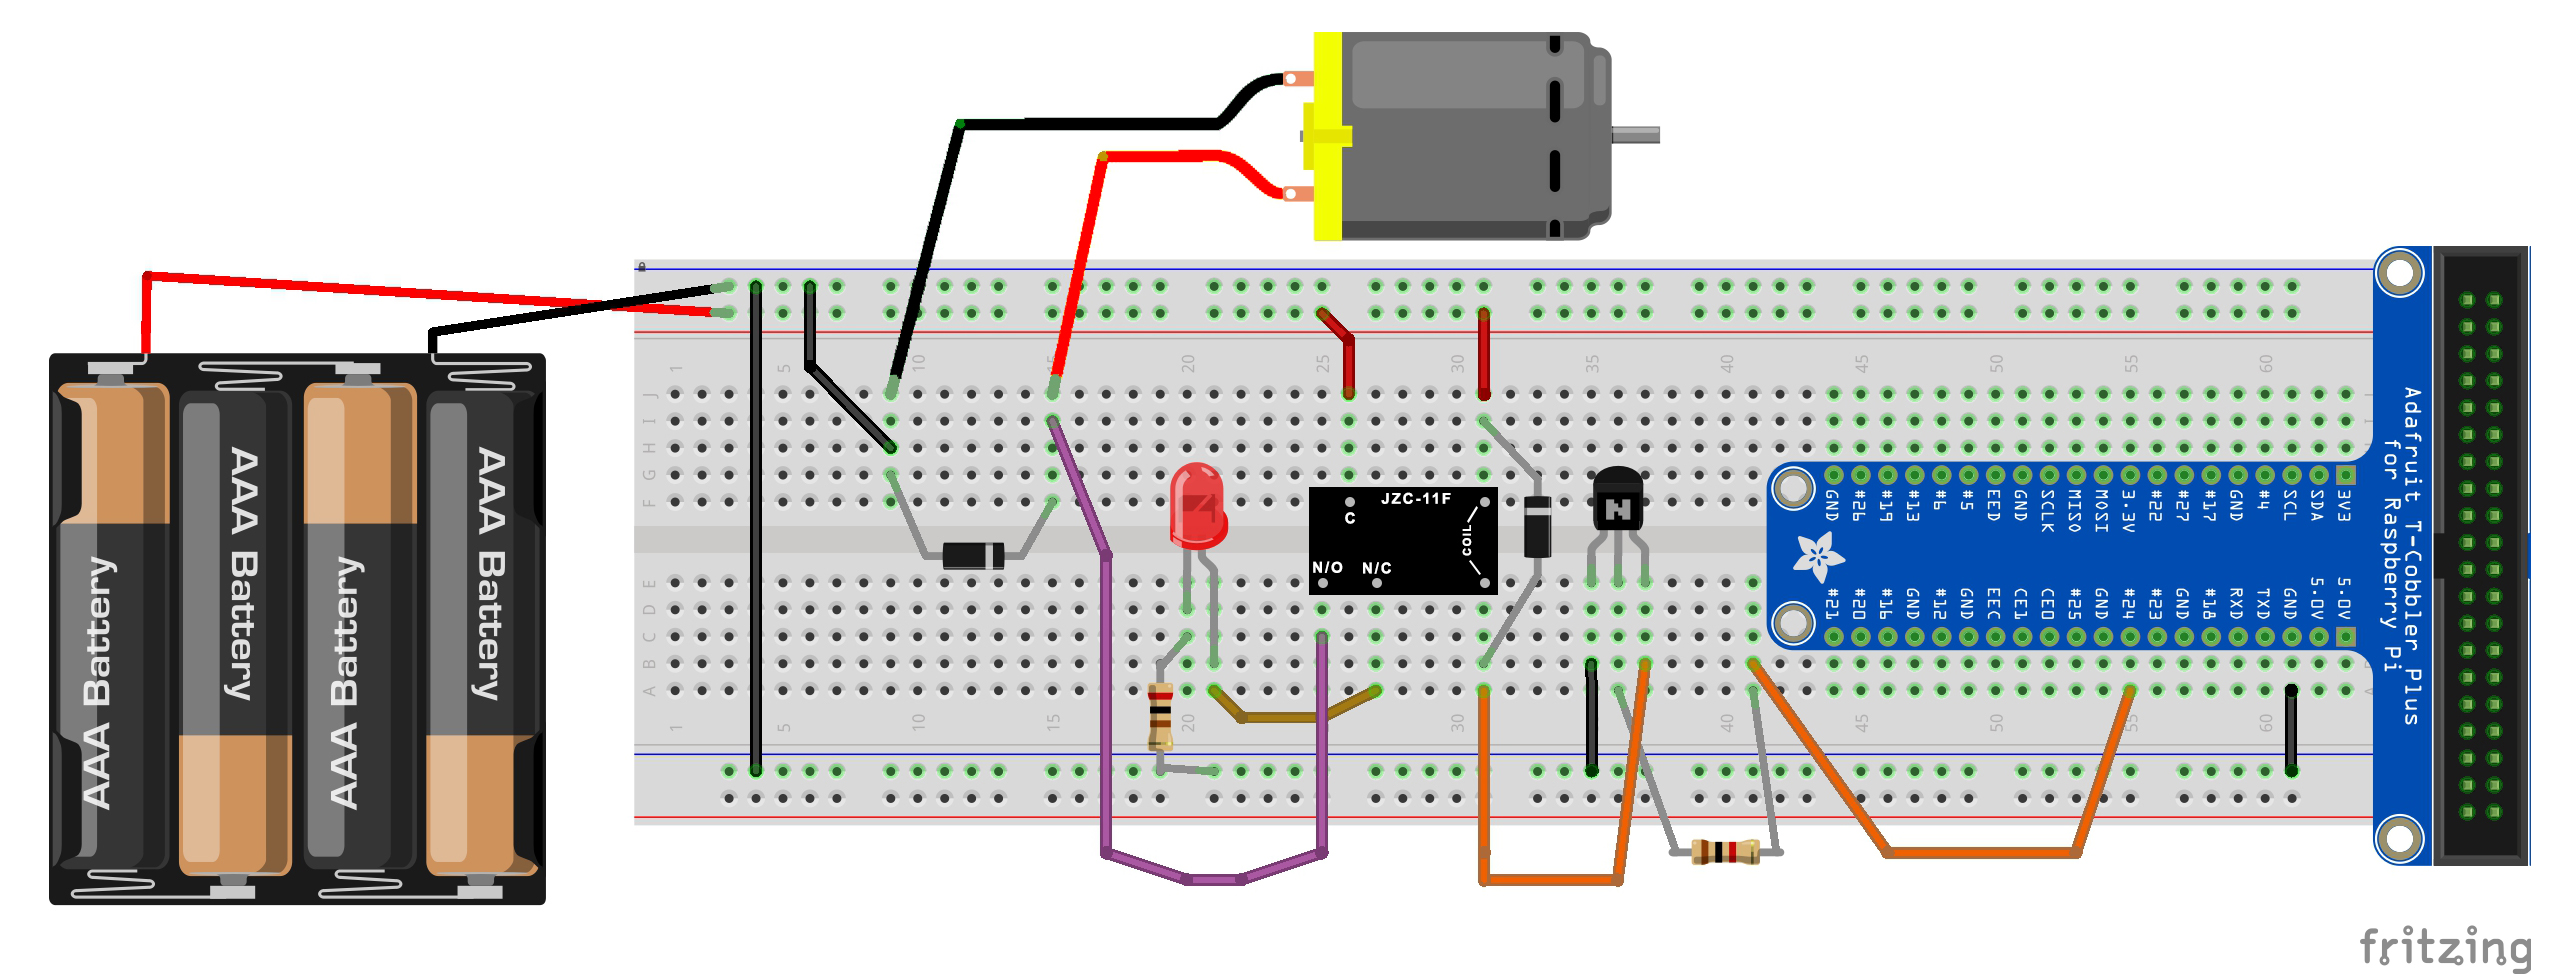 AAA Battery
AAA Battery
AAA Battery
AAA Battery
1 5 10 15 20 25 30 35 40 45 50 55 60
J
I
H
G
F
JZC-11F
C
COIL
N/O N/C
N
GND #26 #19 #13 #6 #5 EED GND SCLK MISO MOSI 3.3V #22 #27 #17 GND #4 SCL SDA 3V3
#21 #20 #16 GND #12 GND EEC CE1 CE0 #25 GND #24 #23 GND #18 RXD TXD GND 5.0V 5.0V
Adafruit T-Cobbler Plus
for Raspberry Pi
E
D
C
B
A
1 5 10 15 20 30 35 40 45 50 55 60
fritzing